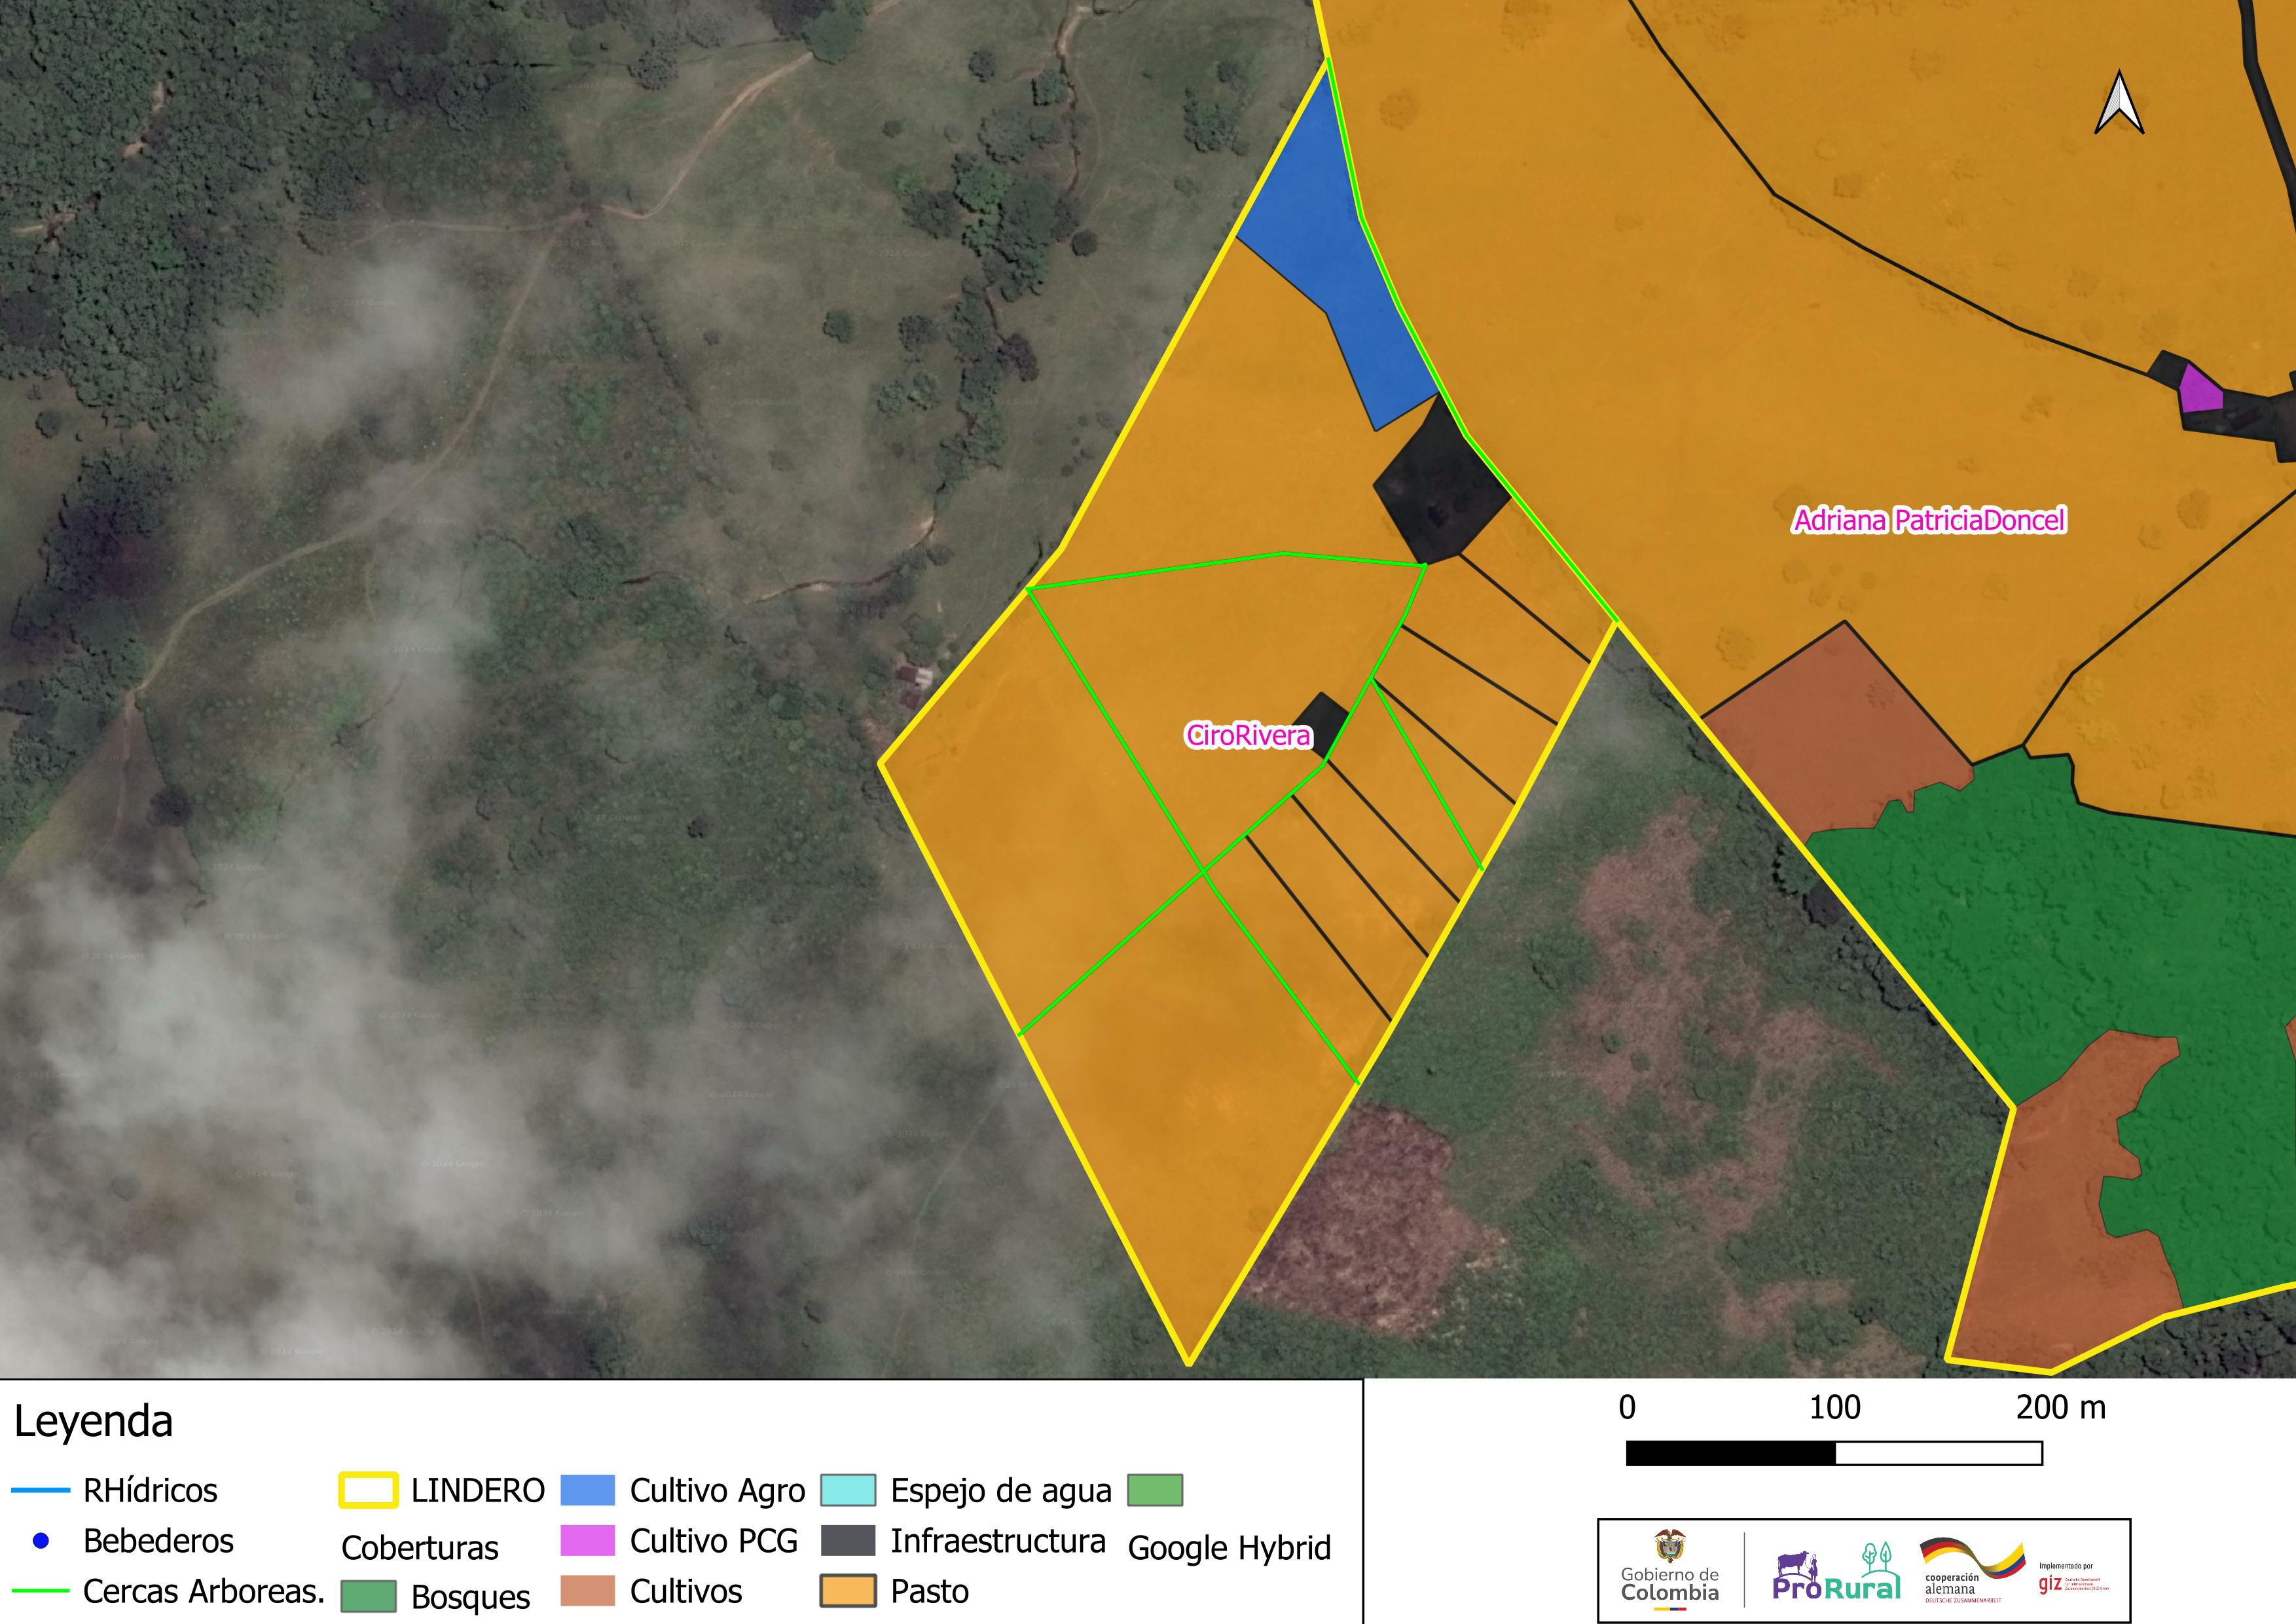 Adriana PatriciaDoncel
CiroRivera
Leyenda
RHídricos
Bebederos
Cercas Arboreas.
LINDERO
Coberturas
Bosques
Cultivo Agro
Cultivo PCG
Cultivos
Espejo de agua
Infraestructura
Pasto
Google Hybrid
0 100 200 m
Gobierno de
Colombia
ProRural
cooperación
alemana
DEUTSCHE ZUSAMMENARBEIT
Implementado por
giz